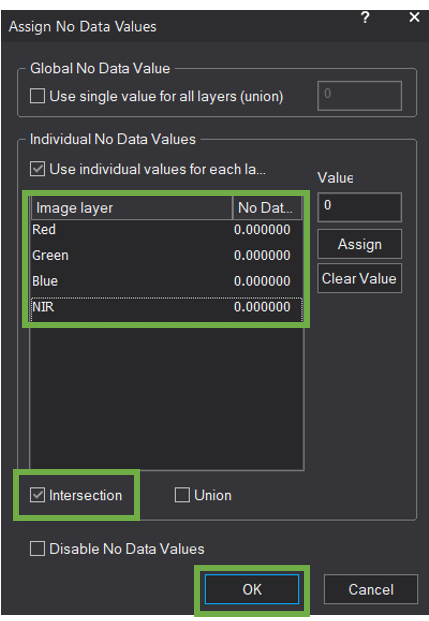 Assign No Data Values ? ×
Global No Data Value
Use single value for all layers (union) 0
Individual No Data Values
Use individual values for each la...
Value
Image layer No Dat... 0
Red 0.000000
Assign
Green 0.000000
Blue 0.000000 Clear Value
NIR 0.000000
Intersection Union
Disable No Data Values
OK Cancel